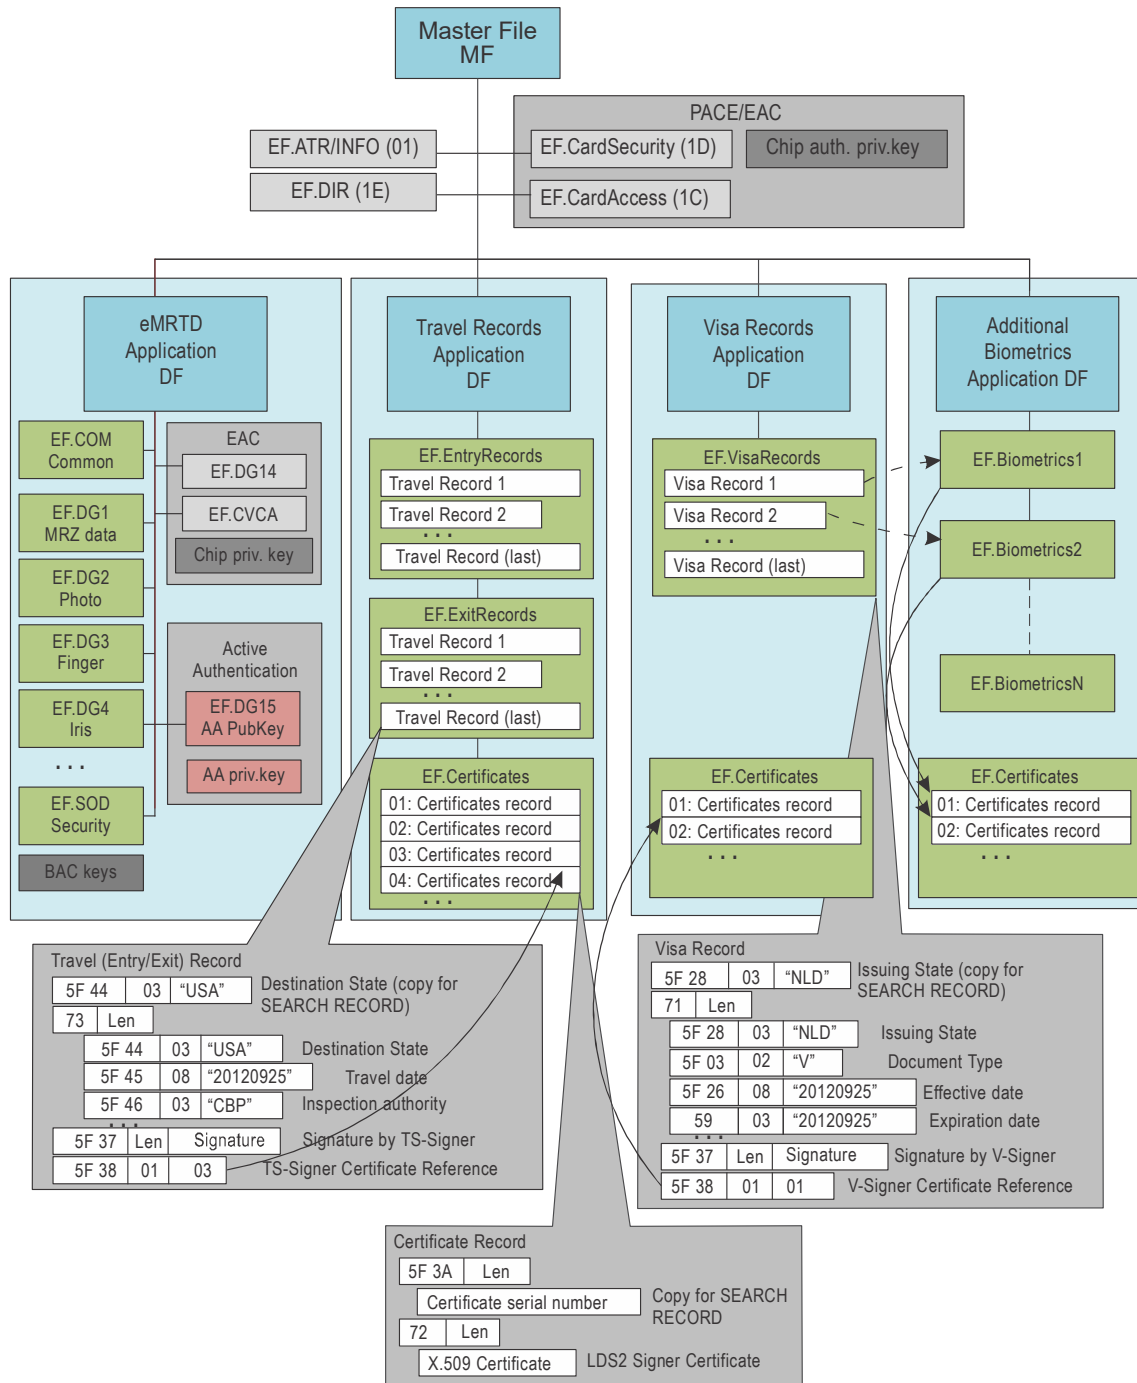 Master File
MF
PACE/EAC
EF.ATR/INFO (01)
EF.CardSecurity (1D)
Chip auth. priv.key
EF.DIR (1E)
EF.CardAccess (1C)
eMRTD
Application
DF
EF.COM
Common
EAC
EF.DG14
EF.DG1
MRZ data
EF.CVCA
Chip priv. key
EF.DG2
Photo
EF.DG3
Finger
Active
Authentication
EF.DG4
Iris
EF.DG15
AA PubKey
. . .
AA priv.key
EF.SOD
Security
BAC keys
Travel Records
Application
DF
EF.EntryRecords
Travel Record 1
Travel Record 2
. . .
Travel Record (last)
EF.ExitRecords
Travel Record 1
Travel Record 2
. . .
Travel Record (last)
EF.Certificates
01: Certificates record
02: Certificates record
03: Certificates record
04: Certificates record
. . .
Visa Records
Application
DF
EF.VisaRecords
Visa Record 1
Visa Record 2
. . .
Visa Record (last)
EF.Certificates
01: Certificates record
02: Certificates record
. . .
Additional
Biometrics
Application DF
EF.Biometrics1
EF.Biometrics2
EF.BiometricsN
EF.Certificates
01: Certificates record
02: Certificates record
. . .
Travel (Entry/Exit) Record
5F 44 03 “USA” Destination State (copy for
SEARCH RECORD)
73 Len
5F 44 03 “USA” Destination State
5F 45 08 “20120925” Travel date
5F 46 03 “CBP” Inspection authority
. . .
5F 37 Len Signature Signature by TS-Signer
5F 38 01 03 TS-Signer Certificate Reference
Visa Record
5F 28 03 “NLD” Issuing State (copy for
SEARCH RECORD)
71 Len
5F 28 03 “NLD” Issuing State
5F 03 02 “V” Document Type
5F 26 08 “20120925” Effective date
59 03 “20120925” Expiration date
. . .
5F 37 Len Signature Signature by V-Signer
5F 38 01 01 V-Signer Certificate Reference
Certificate Record
5F 3A Len
Certificate serial number Copy for SEARCH
RECORD
72 Len
X.509 Certificate LDS2 Signer Certificate